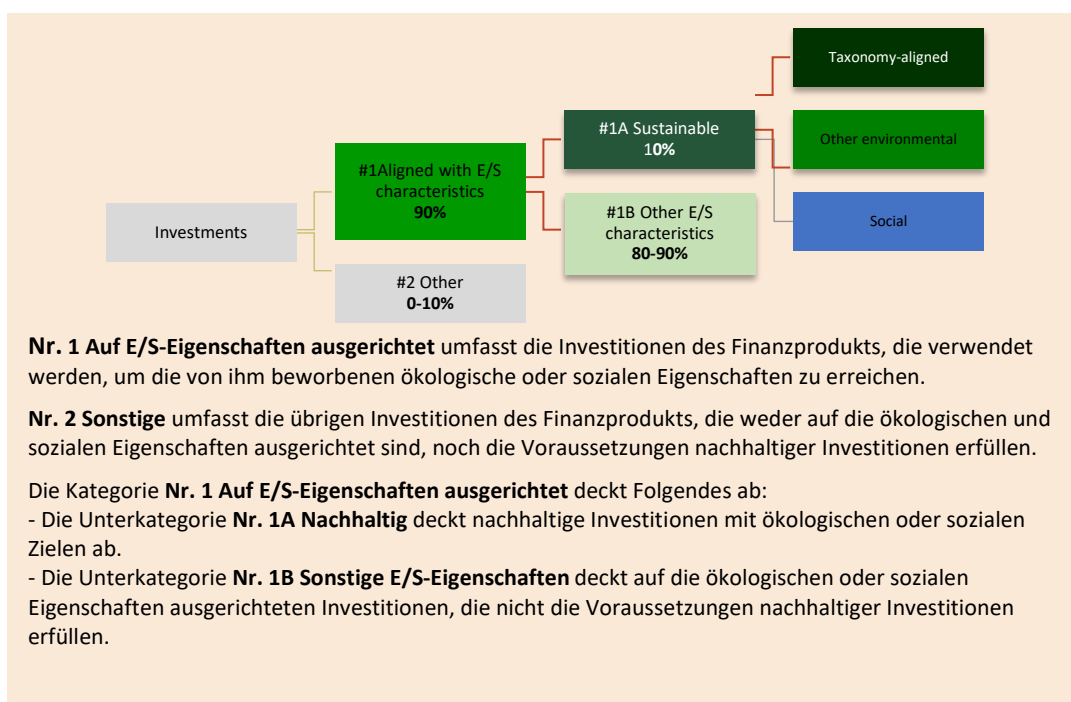 Taxonomy-aligned
#1A Sustainable
10%
Other environmental
#1Aligned with E/S
characteristics
90%
#1B Other E/S
characteristics
80-90%
Social
Investments
#2 Other
0-10%
Nr. 1 Auf E/S-Eigenschaften ausgerichtet umfasst die Investitionen des Finanzprodukts, die verwendet
werden, um die von ihm beworbenen ökologische oder sozialen Eigenschaften zu erreichen.
Nr. 2 Sonstige umfasst die übrigen Investitionen des Finanzprodukts, die weder auf die ökologischen und
sozialen Eigenschaften ausgerichtet sind, noch die Voraussetzungen nachhaltiger Investitionen erfüllen.
Die Kategorie Nr. 1 Auf E/S-Eigenschaften ausgerichtet deckt Folgendes ab:
- Die Unterkategorie Nr. 1A Nachhaltig deckt nachhaltige Investitionen mit ökologischen oder sozialen
Zielen ab.
- Die Unterkategorie Nr. 1B Sonstige E/S-Eigenschaften deckt auf die ökologischen oder sozialen
Eigenschaften ausgerichteten Investitionen, die nicht die Voraussetzungen nachhaltiger Investitionen
erfüllen.